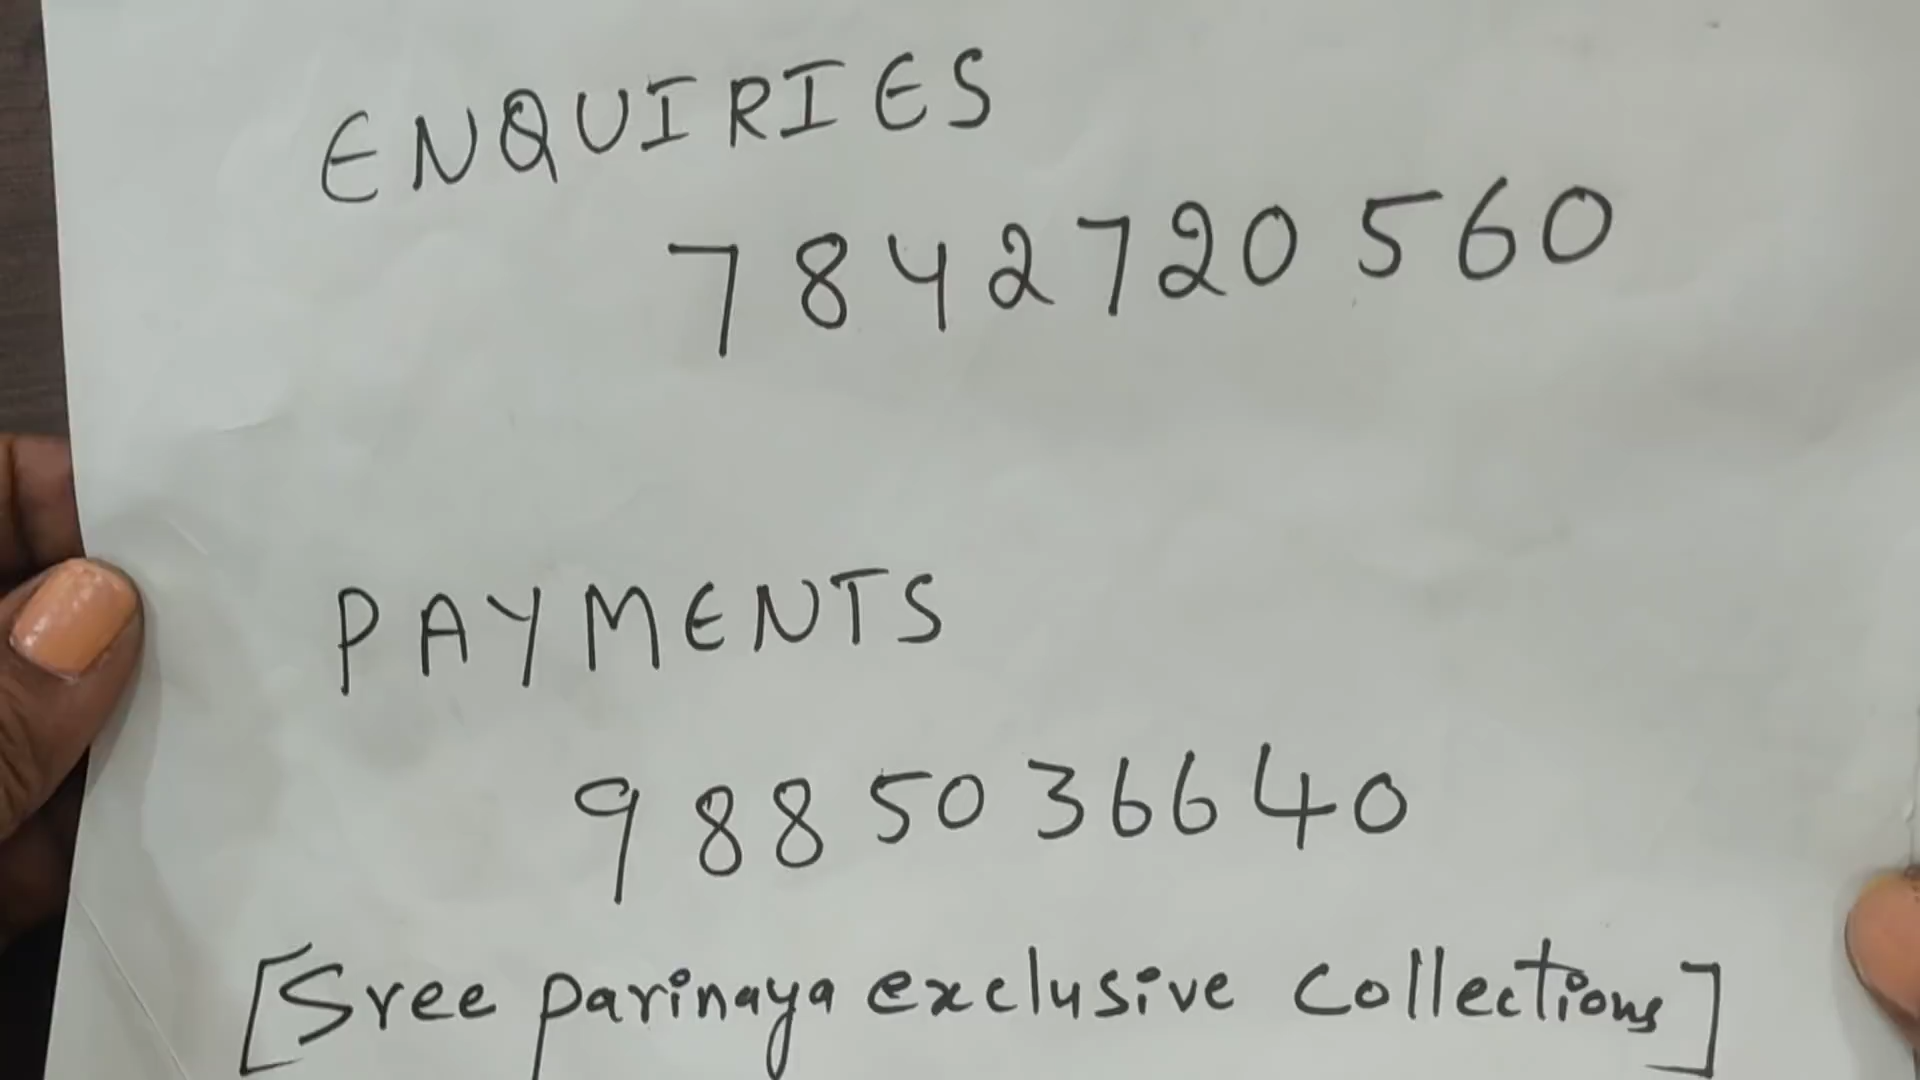 ENQUIRIES
7842720560
PAYMENTS
9885036640
[Sree parinaya exclusive collections]